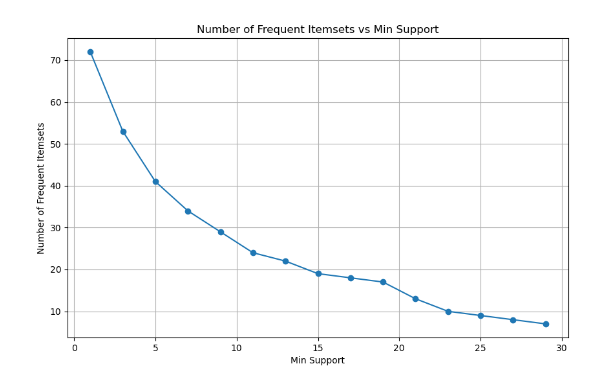 Number of Frequent Itemsets vs Min Support
Number of Frequent Itemsets
70
60
50
40
30
20
10
0 5 10 15 20 25 30
Min Support